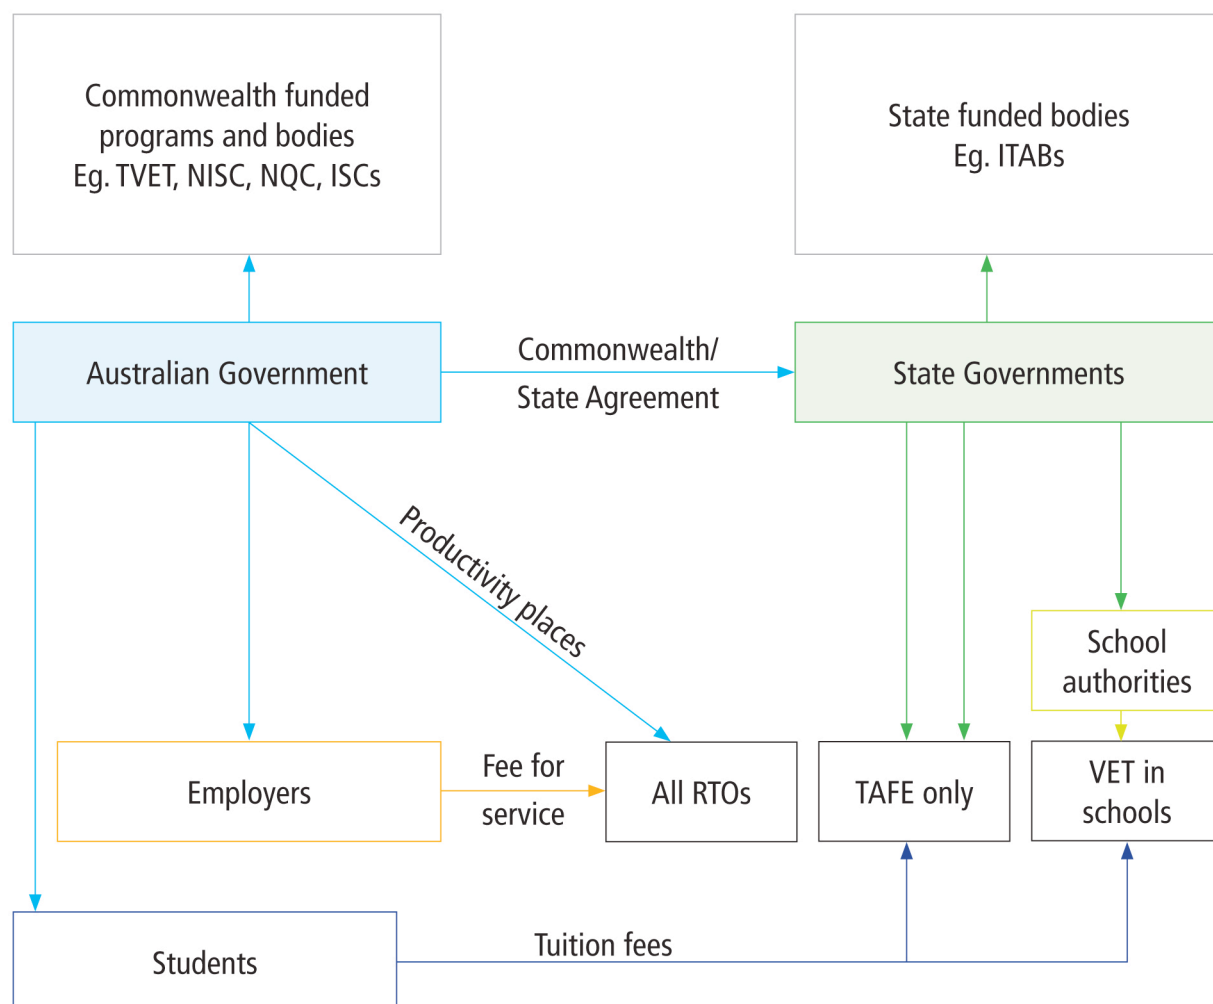 Commonwealth funded
programs and bodies
Eg. TVET, NISC, NQC, ISCs
State funded bodies
Eg. ITABs
Australian Government
Commonwealth/
State Agreement
State Governments
Productivity places
School
authorities
Employers
Fee for
service
All RTOs
TAFE only
VET in
schools
Students
Tuition fees